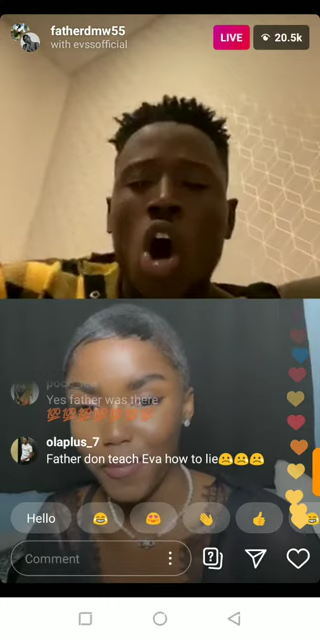 fatherdmw55
with evssofficial
LIVE
20.5k
Yes father was there
💯💯💯💯💯💯💯
olaplus_7
Father don teach Eva how to lie☹️☹️☹️
Hello
Comment